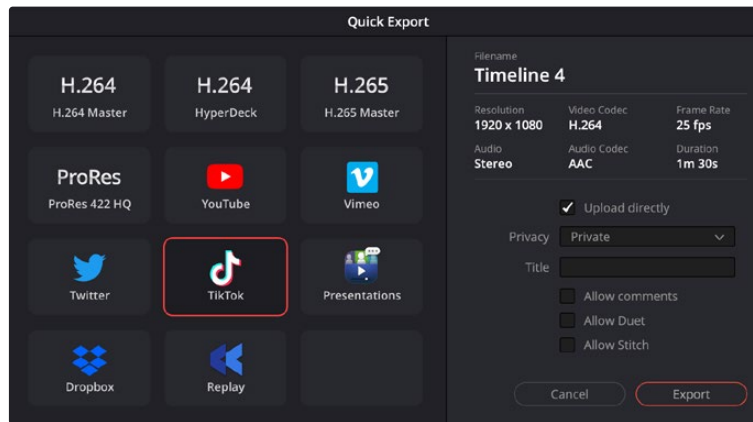 Quick Export
H.264
H.264 Master
H.264
HyperDeck
H.265
H.265 Master
ProRes
ProRes 422 HQ
YouTube
Vimeo
Twitter
TikTok
Presentations
Dropbox
Replay
Filename
Timeline 4
Resolution
1920 x 1080
Video Codec
H.264
Frame Rate
25 fps
Audio
Stereo
Audio Codec
AAC
Duration
1m 30s
Upload directly
Privacy Private
Title
Allow comments
Allow Duet
Allow Stitch
Cancel Export